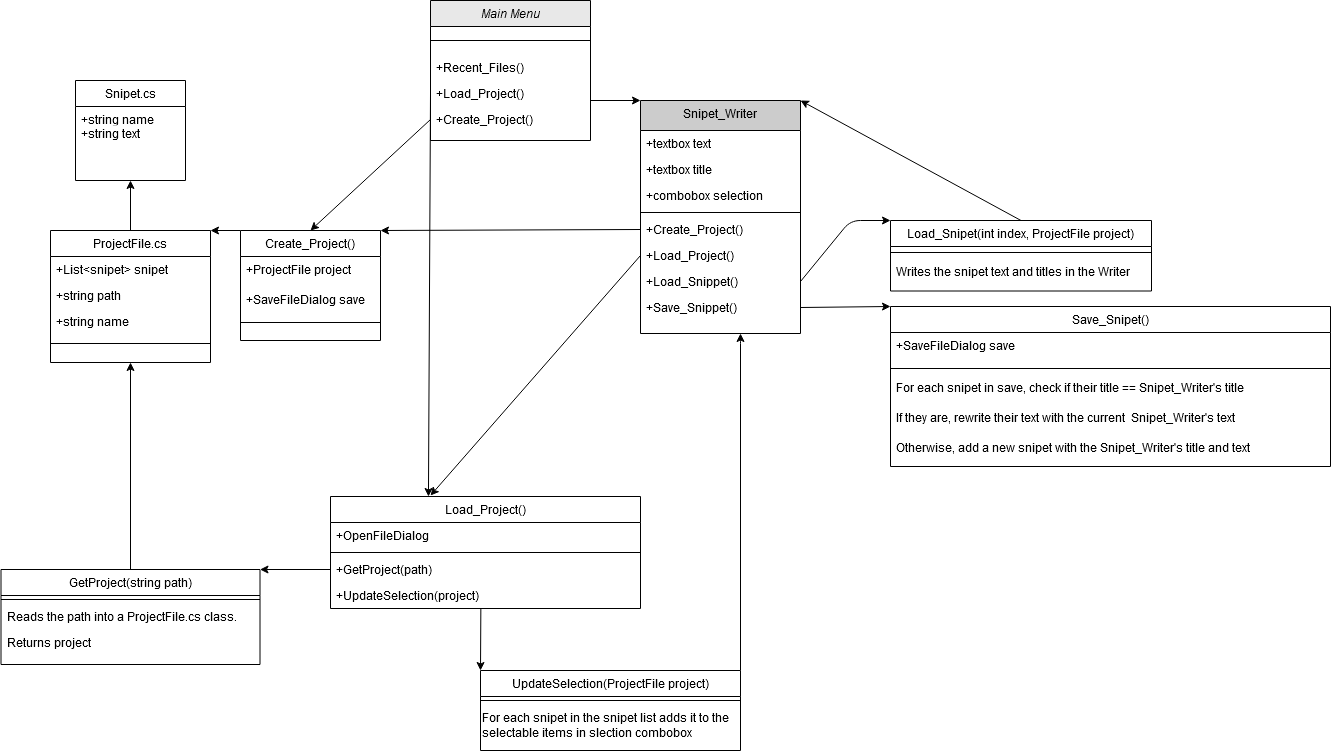 Main Menu
+Recent_Files()
+Load_Project()
+Create_Project()
Snipet.cs
+string name
+string text
Snipet_Writer
+textbox text
+textbox title
+combobox selection
+Create_Project()
+Load_Project()
+Load_Snippet()
+Save_Snippet()
ProjectFile.cs
+List<snipet> snipet
+string path
+string name
Create_Project()
+ProjectFile project
+SaveFileDialog save
Load_Snipet(int index, ProjectFile project)
Writes the snipet text and titles in the Writer
Save_Snipet()
+SaveFileDialog save
For each snipet in save, check if their title == Snipet_Writer's title
If they are, rewrite their text with the current Snipet_Writer's text
Otherwise, add a new snipet with the Snipet_Writer's title and text
Load_Project()
+OpenFileDialog
+GetProject(path)
+UpdateSelection(project)
GetProject(string path)
Reads the path into a ProjectFile.cs class.
Returns project
UpdateSelection(ProjectFile project)
For each snipet in the snipet list adds it to the
selectable items in slection combobox